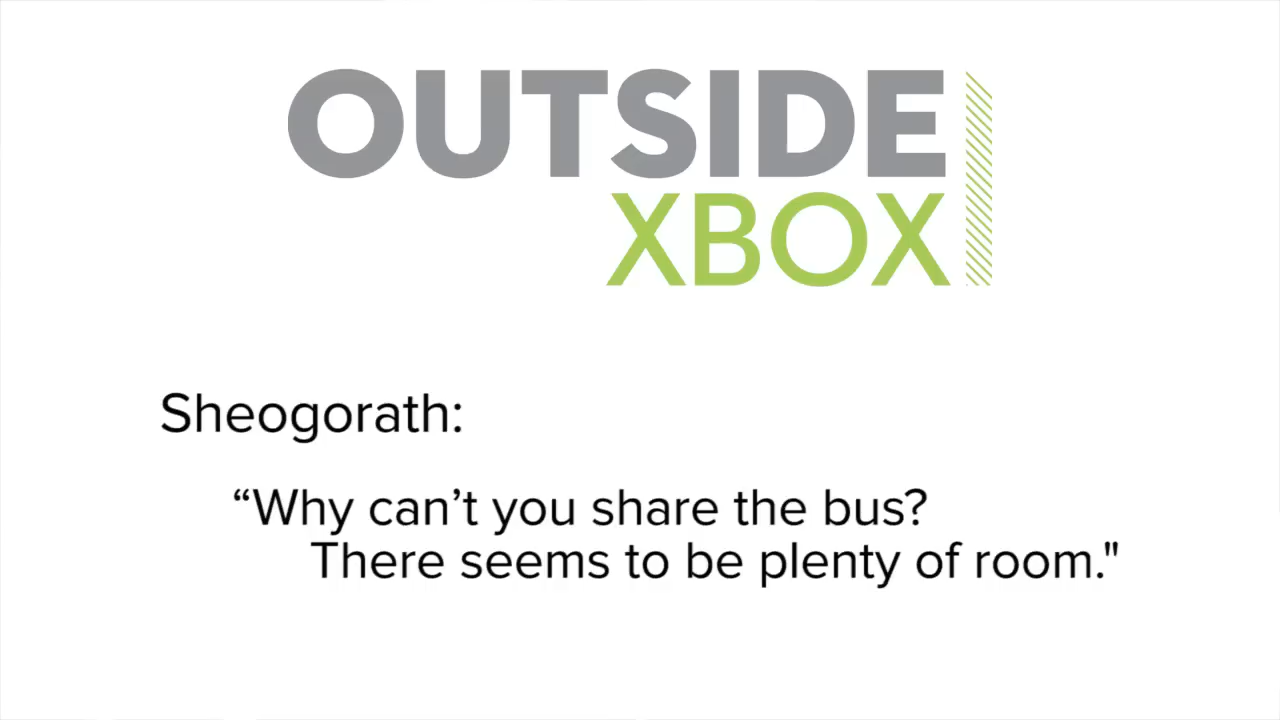 OUTSIDE
XBOX
Sheogorath:
“Why can’t you share the bus?
There seems to be plenty of room."